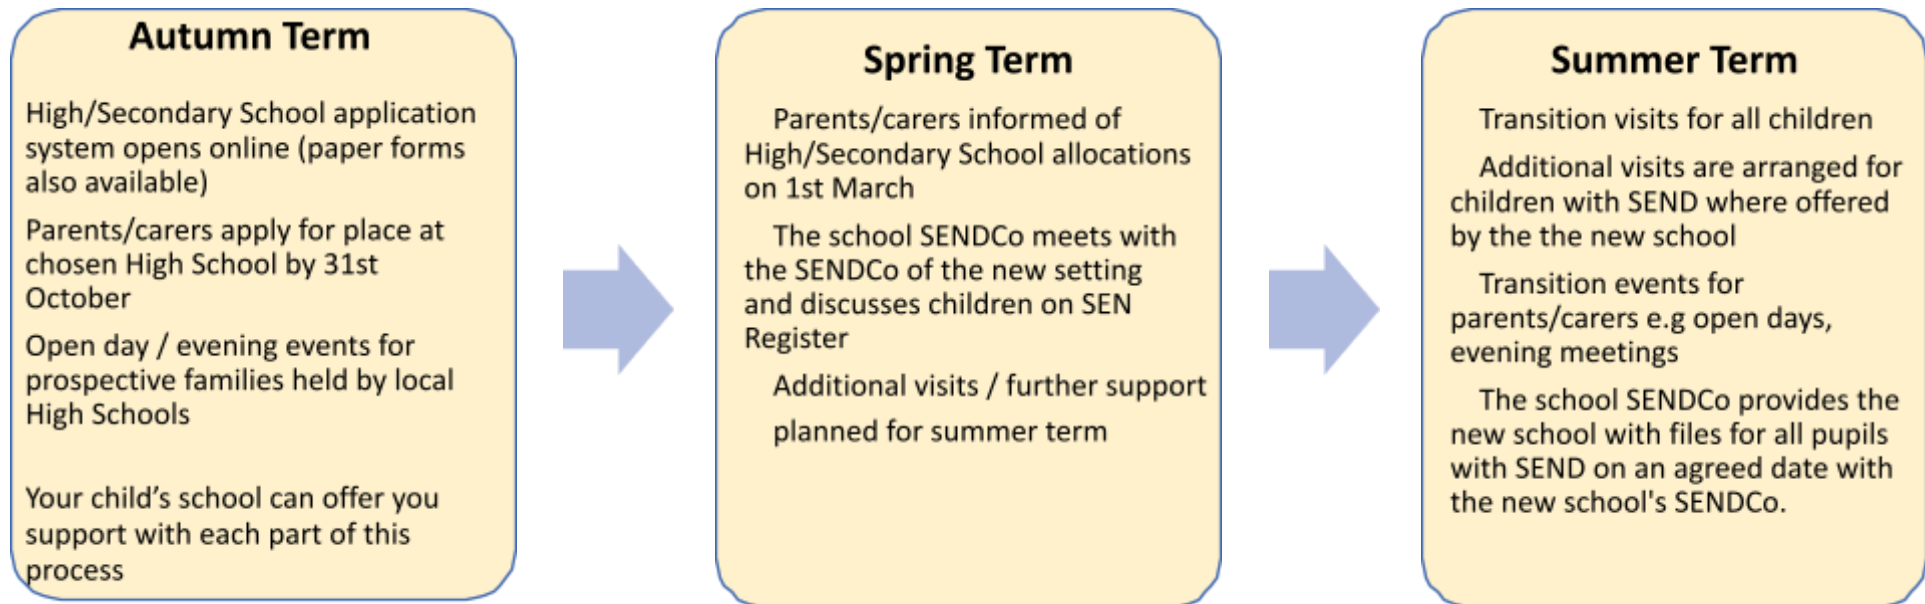 Autumn Term
High/Secondary School application
system opens online (paper forms
also available)
Parents/carers apply for place at
chosen High School by 31st
October
Open day / evening events for
prospective families held by local
High Schools
Your child’s school can offer you
support with each part of this
process
Spring Term
Parents/carers informed of
High/Secondary School allocations
on 1st March
The school SENDCo meets with
the SENDCo of the new setting
and discusses children on SEN
Register
Additional visits / further support
planned for summer term
Summer Term
Transition visits for all children
Additional visits are arranged for
children with SEND where offered
by the the new school
Transition events for
parents/carers e.g open days,
evening meetings
The school SENDCo provides the
new school with files for all pupils
with SEND on an agreed date with
the new school's SENDCo.